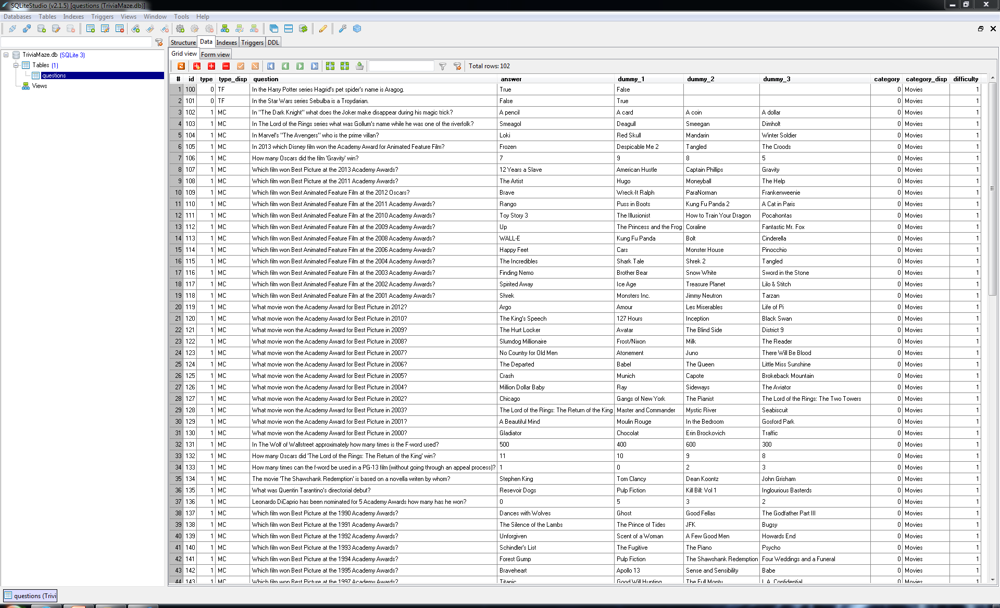 SQLiteStudio (v2.1.5) [questions (TriviaMaze.db)]
Databases Tables Indexes Triggers Views Window Tools Help
Structure Data Indexes Triggers DDL
TriviaMaze.db (SQLite 3)
Tables (1)
questions
Views
Grid view Form view
Total rows: 102
# id type type_disp question answer dummy_1 dummy_2 dummy_3 category category_disp difficulty
1 100 0 TF In the Harry Potter series Hagrid's pet spider's name is Aragog. True False 0 Movies 1
2 101 0 TF In the Star Wars series Sebulba is a Troydarian. False True 0 Movies 1
3 102 1 MC In "The Dark Knight" what does the Joker make disappear during his magic trick? A pencil A card A coin A dollar 0 Movies 1
4 103 1 MC In The Lord of the Rings series what was Gollum's name while he was one of the riverfolk? Smeagol Deagull Smeegan Dimholt 0 Movies 1
5 104 1 MC In Marvel's "The Avengers" who is the prime villan? Loki Red Skull Mandarin Winter Soldier 0 Movies 1
6 105 1 MC In 2013 which Disney film won the Academy Award for Animated Feature Film? Frozen Despicable Me 2 Tangled The Croods 0 Movies 1
7 106 1 MC How many Oscars did the film 'Gravity' win? 7 9 8 5 0 Movies 1
8 107 1 MC Which film won Best Picture at the 2013 Academy Awards? 12 Years a Slave American Hustle Captain Phillips Gravity 0 Movies 1
9 108 1 MC Which film won Best Picture at the 2011 Academy Awards? The Artist Hugo Moneyball The Help 0 Movies 1
10 109 1 MC Which film won Best Animated Feature Film at the 2012 Oscars? Brave Wreck-It Ralph ParaNorman Frankenweenie 0 Movies 1
11 110 1 MC Which film won Best Animated Feature Film at the 2011 Academy Awards? Rango Puss in Boots Kung Fu Panda 2 A Cat in Paris 0 Movies 1
12 111 1 MC Which film won Best Animated Feature Film at the 2010 Academy Awards? Toy Story 3 The Illusionist How to Train Your Dragon Pocahontas 0 Movies 1
13 112 1 MC Which film won Best Animated Feature Film at the 2009 Academy Awards? Up The Princess and the Frog Coraline Fantastic Mr. Fox 0 Movies 1
14 113 1 MC Which film won Best Animated Feature Film at the 2008 Academy Awards? WALL-E Kung Fu Panda Bolt Cinderella 0 Movies 1
15 114 1 MC Which film won Best Animated Feature Film at the 2006 Academy Awards? Happy Feet Cars Monster House Pinocchio 0 Movies 1
16 115 1 MC Which film won Best Animated Feature Film at the 2004 Academy Awards? The Incredibles Shark Tale Shrek 2 Tangled 0 Movies 1
17 116 1 MC Which film won Best Animated Feature Film at the 2003 Academy Awards? Finding Nemo Brother Bear Snow White Sword in the Stone 0 Movies 1
18 117 1 MC Which film won Best Animated Feature Film at the 2002 Academy Awards? Spirited Away Ice Age Treasure Planet Lilo & Stitch 0 Movies 1
19 118 1 MC Which film won Best Animated Feature Film at the 2001 Academy Awards? Shrek Monsters Inc. Jimmy Neutron Tarzan 0 Movies 1
20 119 1 MC What movie won the Academy Award for Best Picture in 2012? Argo Amour Les Miserables Life of Pi 0 Movies 1
21 120 1 MC What movie won the Academy Award for Best Picture in 2010? The King's Speech 127 Hours Inception Black Swan 0 Movies 1
22 121 1 MC What movie won the Academy Award for Best Picture in 2009? The Hurt Locker Avatar The Blind Side District 9 0 Movies 1
23 122 1 MC What movie won the Academy Award for Best Picture in 2008? Slumdog Millionaire Frost/Nixon Milk The Reader 0 Movies 1
24 123 1 MC What movie won the Academy Award for Best Picture in 2007? No Country for Old Men Atonement Juno There Will Be Blood 0 Movies 1
25 124 1 MC What movie won the Academy Award for Best Picture in 2006? The Departed Babel The Queen Little Miss Sunshine 0 Movies 1
26 125 1 MC What movie won the Academy Award for Best Picture in 2005? Crash Munich Capote Brokeback Mountain 0 Movies 1
27 126 1 MC What movie won the Academy Award for Best Picture in 2004? Million Dollar Baby Ray Sideways The Aviator 0 Movies 1
28 127 1 MC What movie won the Academy Award for Best Picture in 2002? Chicago Gangs of New York The Pianist The Lord of the Rings: The Two Towers 0 Movies 1
29 128 1 MC What movie won the Academy Award for Best Picture in 2003? The Lord of the Rings: The Return of the King Master and Commander Mystic River Seabiscuit 0 Movies 1
30 129 1 MC What movie won the Academy Award for Best Picture in 2001? A Beautiful Mind Moulin Rouge In the Bedroom Gosford Park 0 Movies 1
31 130 1 MC What movie won the Academy Award for Best Picture in 2000? Gladiator Chocolat Erin Brockovich Traffic 0 Movies 1
32 131 1 MC In The Wolf of Wallstreet approximately how many times is the F-word used? 500 400 600 300 0 Movies 1
33 132 1 MC How many Oscars did 'The Lord of the Rings: The Return of the King' win? 11 10 9 8 0 Movies 1
34 133 1 MC How many times can the f-word be used in a PG-13 film (without going through an appeal process)? 1 0 2 3 0 Movies 1
35 134 1 MC The movie 'The Shawshank Redemption' is based on a novella writen by whom? Stephen King Tom Clancy Dean Koontz John Grisham 0 Movies 1
36 135 1 MC What was Quentin Tarantino's directorial debut? Resevoir Dogs Pulp Fiction Kill Bill: Vol 1 Inglourious Basterds 0 Movies 1
37 136 1 MC Leonardo DiCaprio has been nominated for 5 Academy Awards how many has he won? 0 5 3 2 0 Movies 1
38 137 1 MC Which film won Best Picture at the 1990 Academy Awards? Dances with Wolves Ghost Good Fellas The Godfather Part III 0 Movies 1
39 138 1 MC Which film won Best Picture at the 1991 Academy Awards? The Silence of the Lambs The Prince of Tides JFK Bugsy 0 Movies 1
40 139 1 MC Which film won Best Picture at the 1992 Academy Awards? Unforgiven Scent of a Woman A Few Good Men Howards End 0 Movies 1
41 140 1 MC Which film won Best Picture at the 1993 Academy Awards? Schindler's List The Fugitive The Piano Psycho 0 Movies 1
42 141 1 MC Which film won Best Picture at the 1994 Academy Awards? Forest Gump Pulp Fiction The Shawshank Redemption Four Weddings and a Funeral 0 Movies 1
43 142 1 MC Which film won Best Picture at the 1995 Academy Awards? Braveheart Apollo 13 Sense and Sensibility Babe 0 Movies 1
44 143 1 MC Which film won Best Picture at the 1997 Academy Awards? Titanic Good Will Hunting The Full Monty L.A. Confidential 0 Movies 1
questions (Trivi